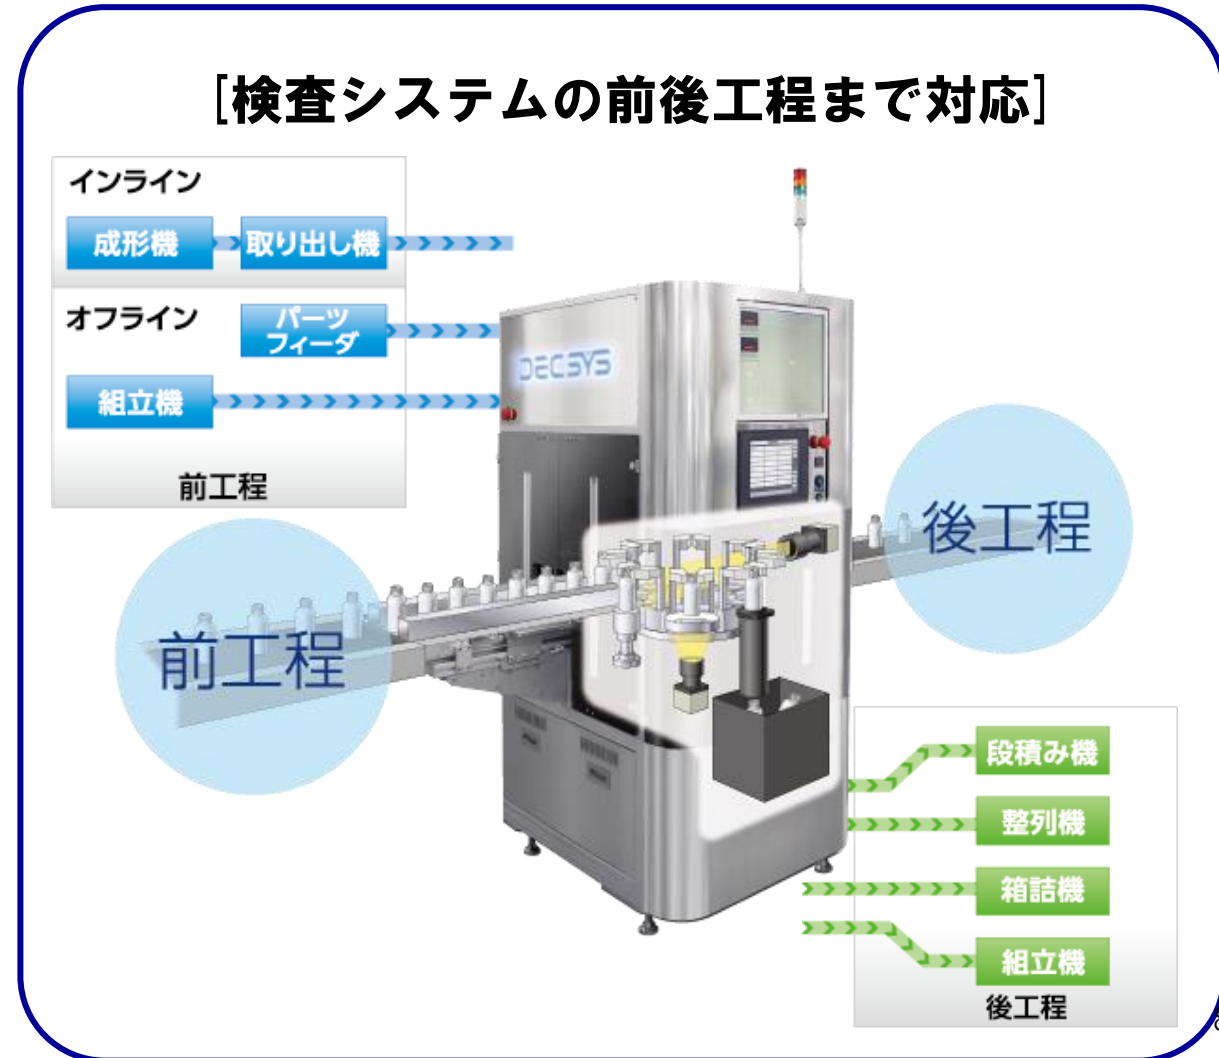 [検査システムの前後工程まで対応]
インライン
成形機
取り出し機
オフライン
パーツ
フィーダ
組立機
前工程
DECSYS
後工程
前工程
段積み機
整列機
箱詰機
組立機
後工程